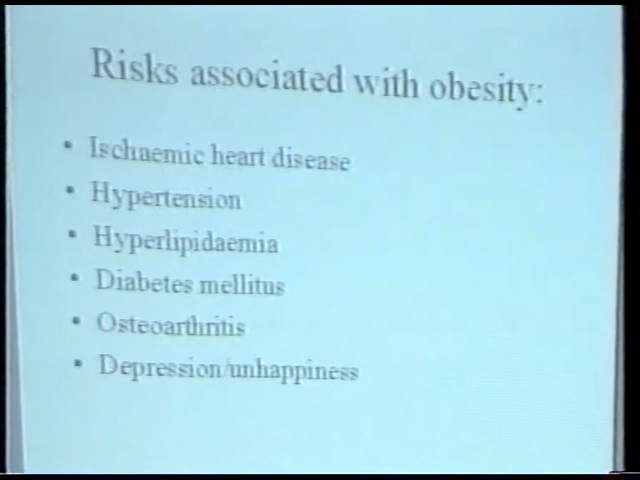 Risks associated with obesity:
• Ischaemic heart disease
• Hypertension
• Hyperlipidaemia
• Diabetes mellitus
• Osteoarthritis
• Depression/unhappiness